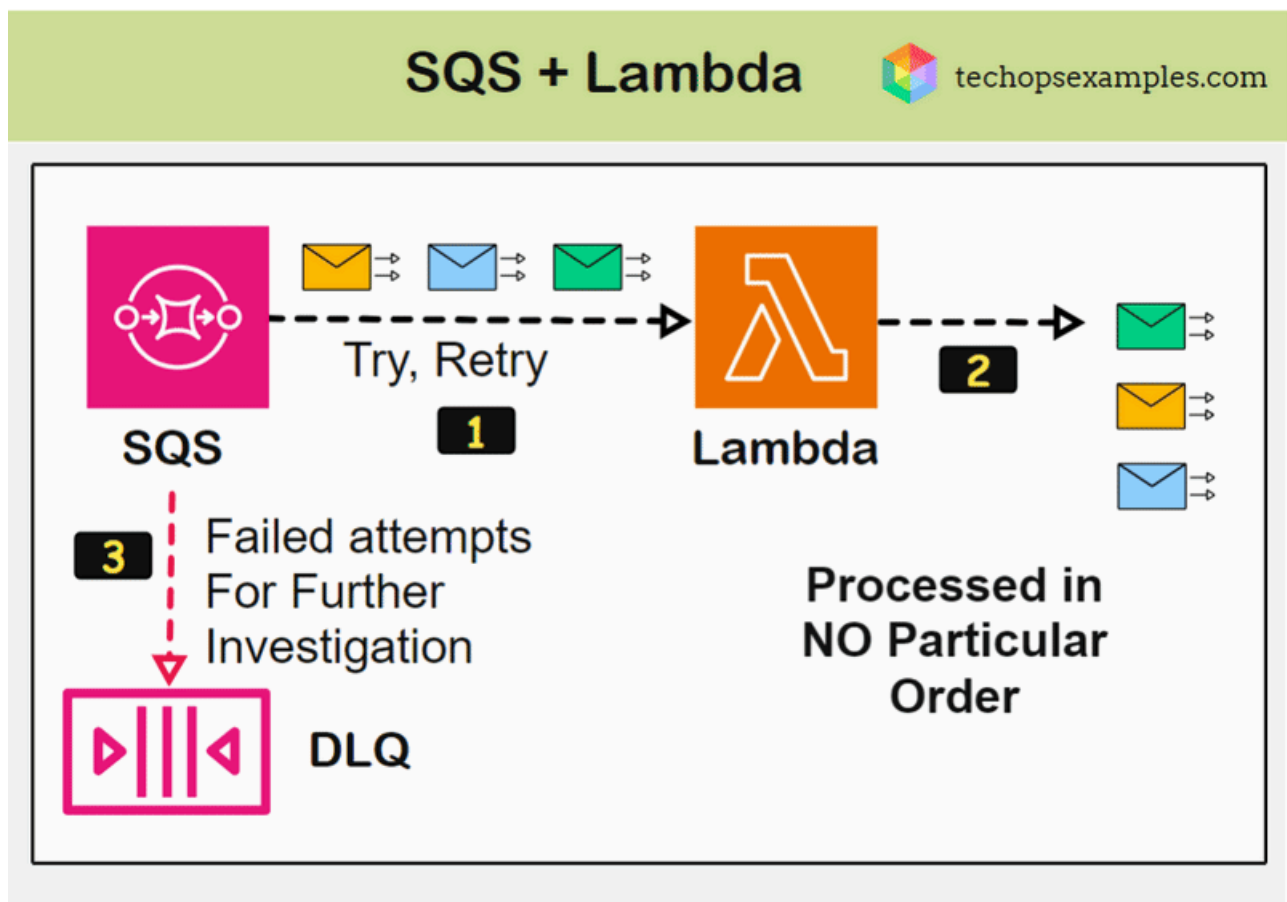 SQS + Lambda
techopsexamples.com
Try, Retry
1
2
SQS
Lambda
3
Failed attempts
For Further
Investigation
Processed in
NO Particular
Order
DLQ